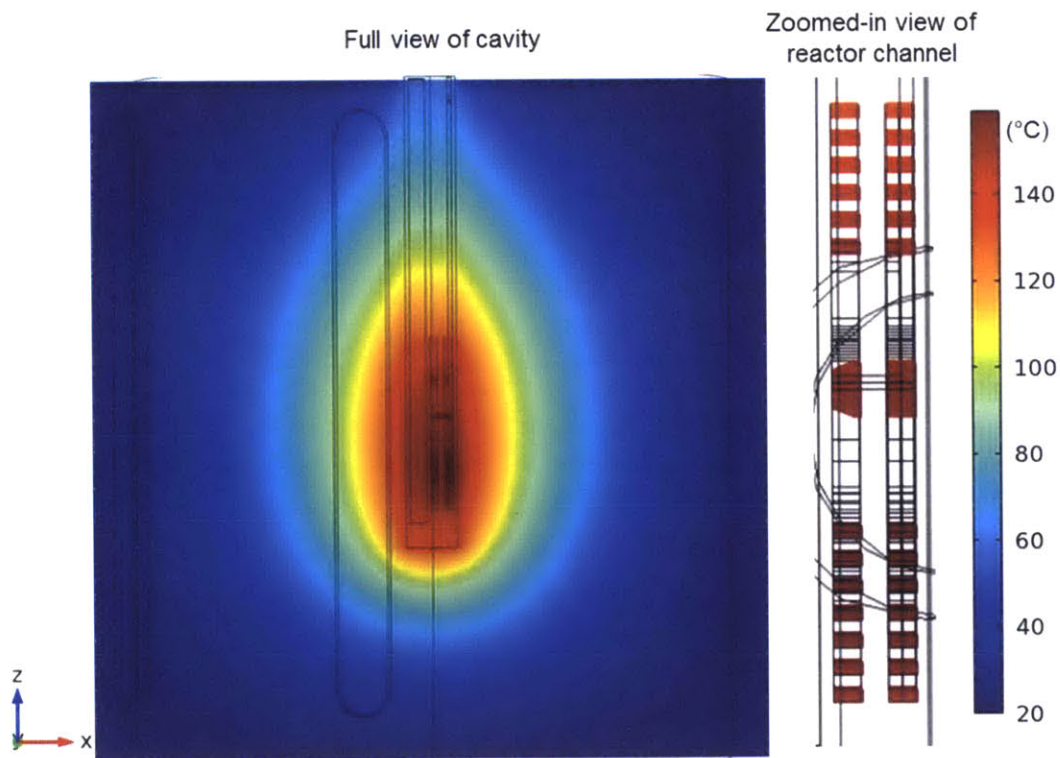 Full view of cavity
Zoomed-in view of
reactor channel
(°C)
140
120
100
80
60
40
20
z
y
x